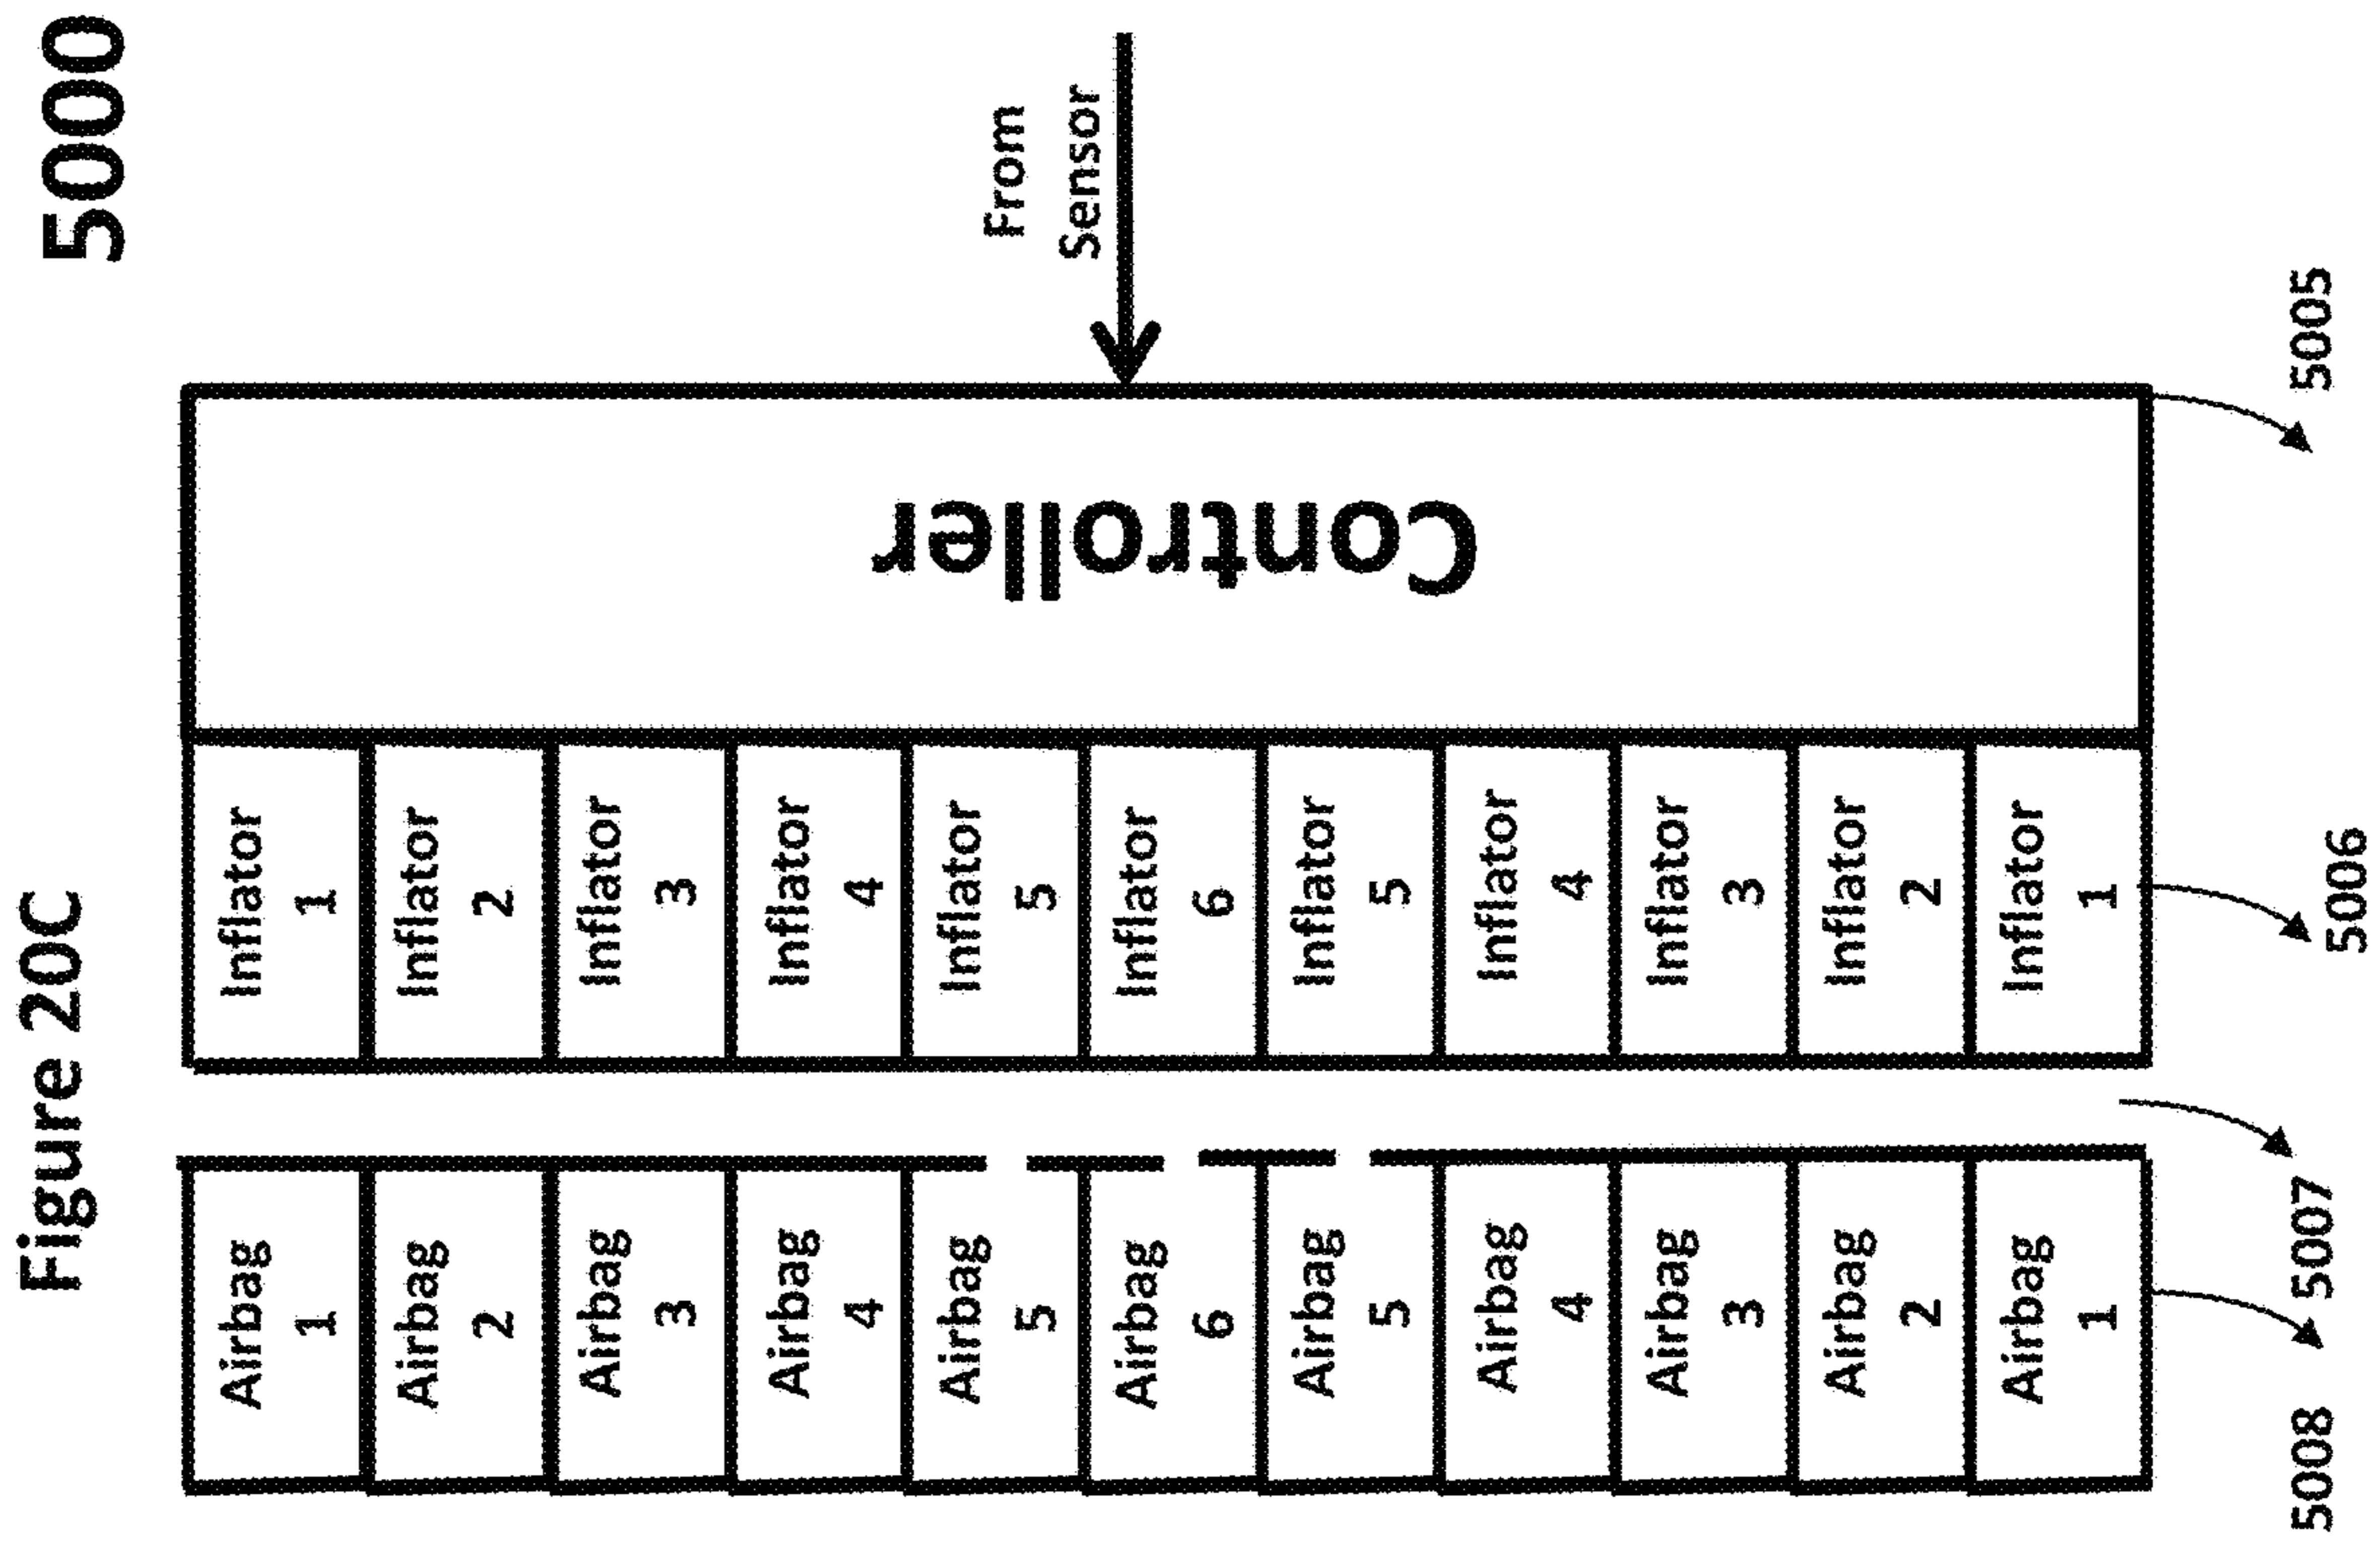 5000
Figure 20C
From
Sensor
Controller
5005
Inflator
1
Inflator
2
Inflator
3
Inflator
4
Inflator
5
Inflator
6
Inflator
5
Inflator
4
Inflator
3
Inflator
2
Inflator
1
5006
5007
Airbag
1
Airbag
2
Airbag
3
Airbag
4
Airbag
5
Airbag
6
Airbag
5
Airbag
4
Airbag
3
Airbag
2
Airbag
1
5008